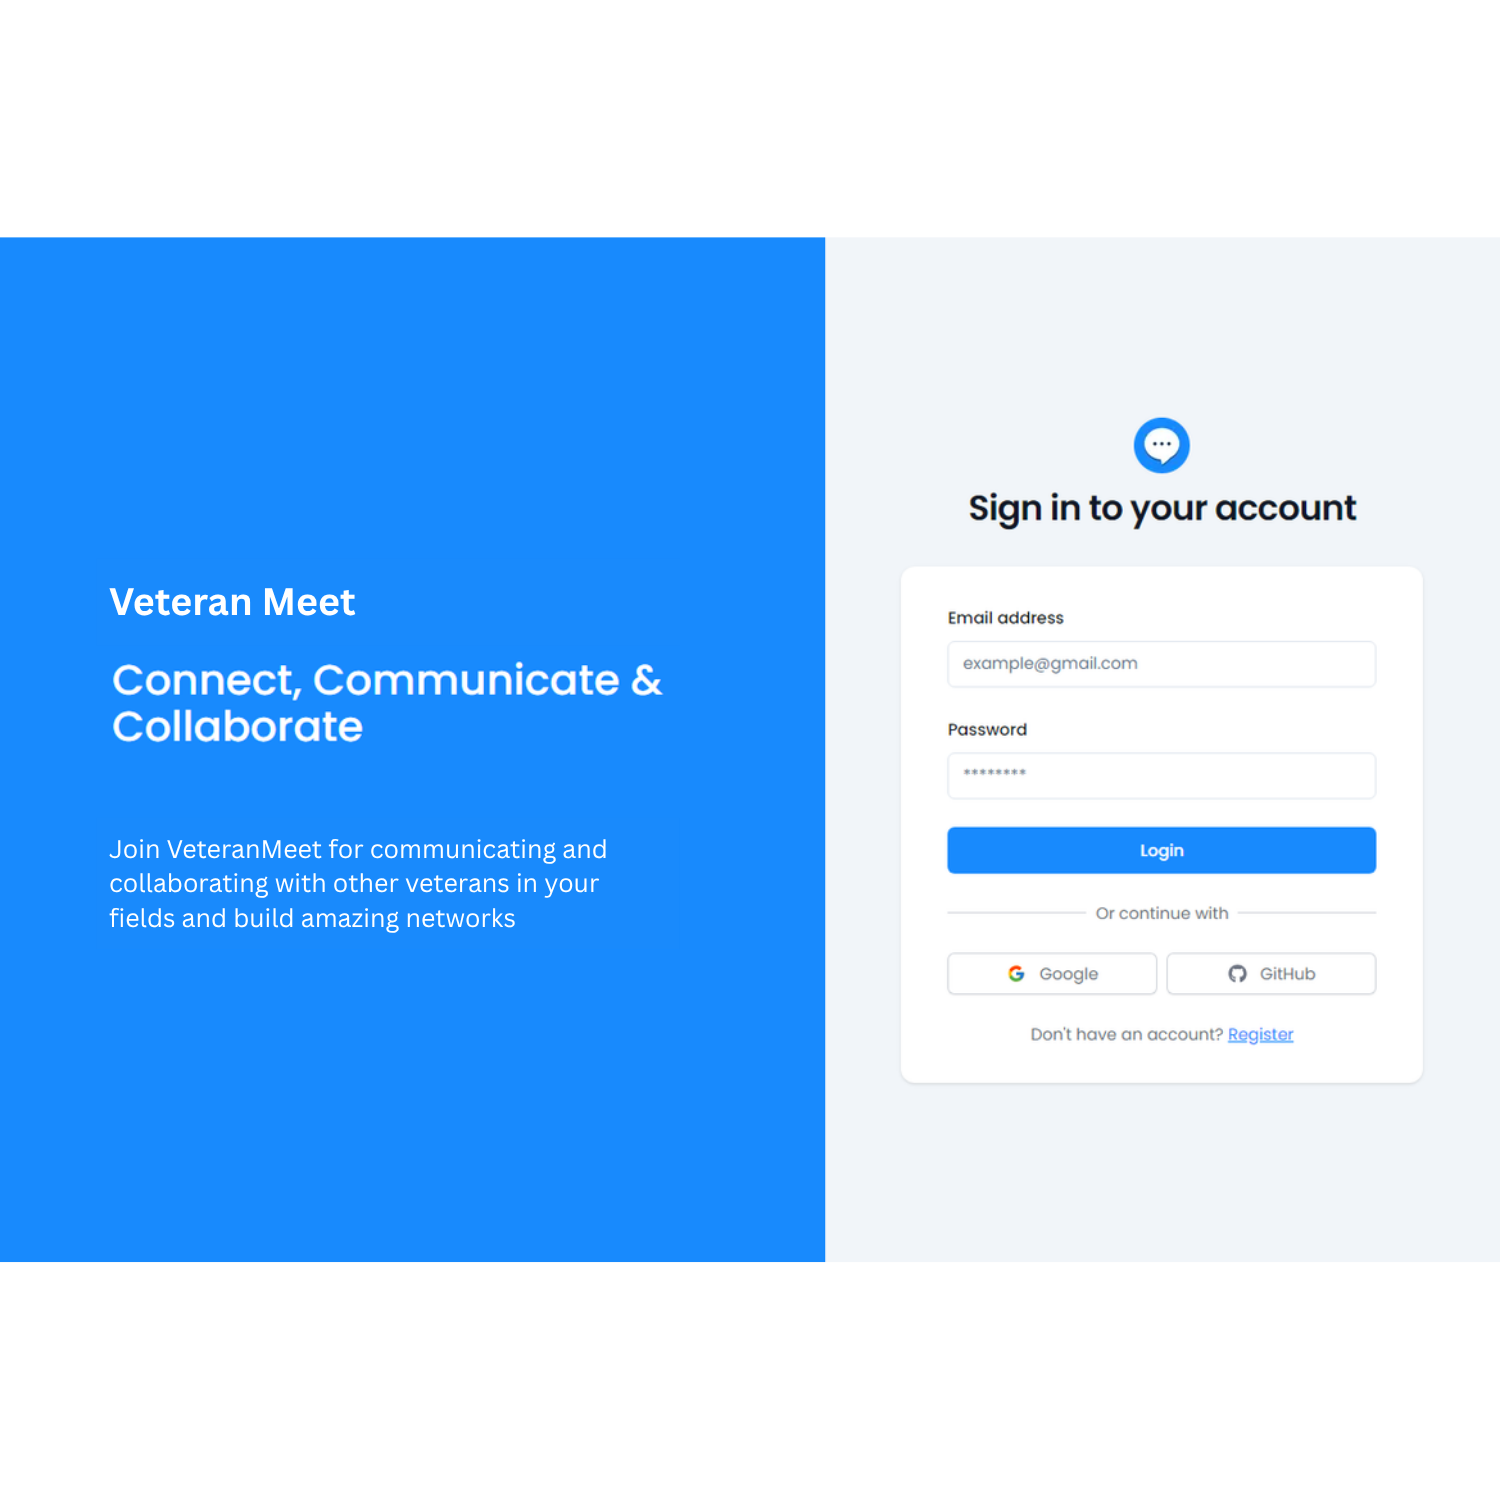 Veteran Meet
Connect, Communicate &
Collaborate
Join VeteranMeet for communicating and
collaborating with other veterans in your
fields and build amazing networks
Sign in to your account
Email address
example@gmail.com
Password
********
Login
Or continue with
Google
GitHub
Don't have an account? Register